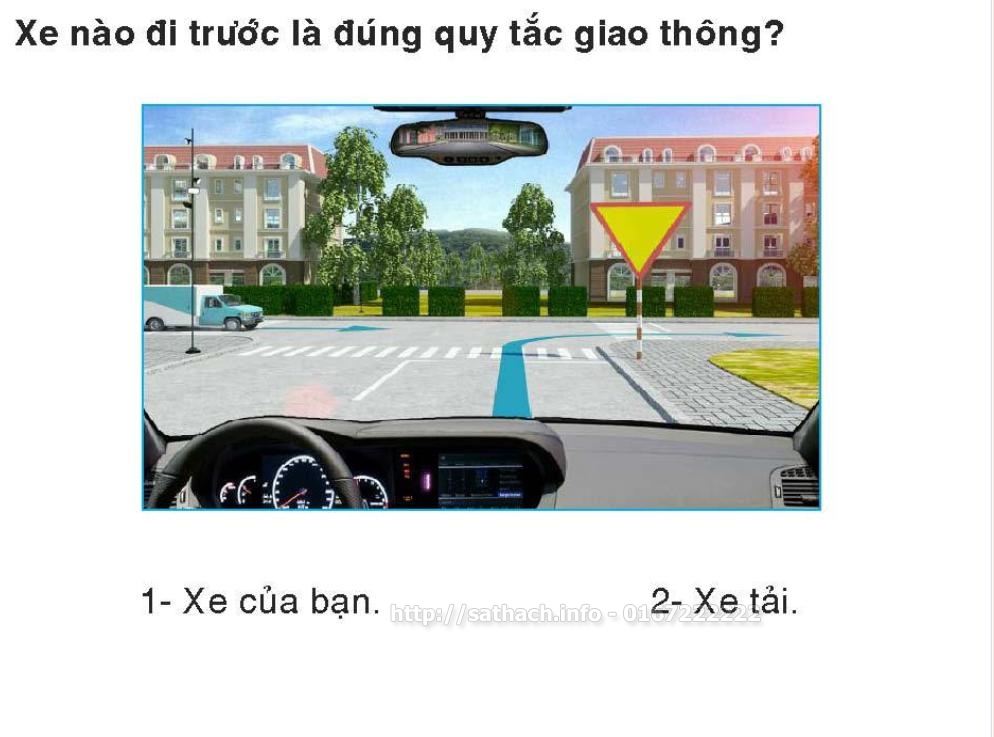 Xe nào đi trước là đúng quy tắc giao thông?
1- Xe của bạn.
2- Xe tải.
http://sathach.info - 01672222222